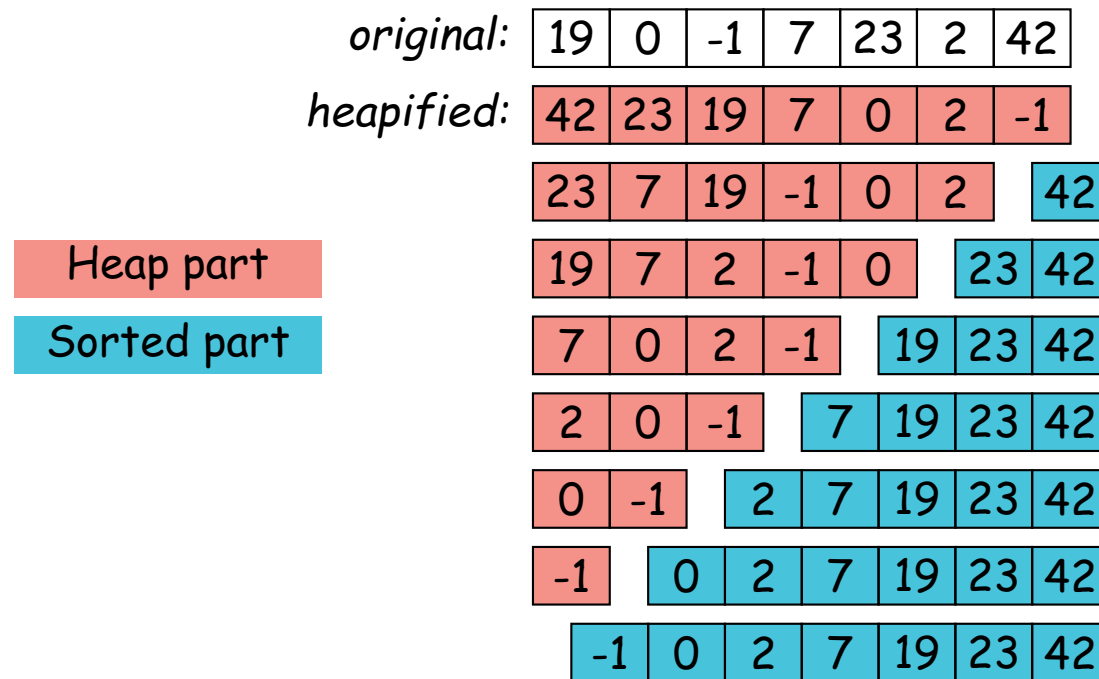 original: 19 0 -1 7 23 2 42
heapified: 42 23 19 7 0 2 -1
23 7 19 -1 0 2 42
Heap part 19 7 2 -1 0 23 42
Sorted part 7 0 2 -1 19 23 42
2 0 -1 7 19 23 42
0 -1 2 7 19 23 42
-1 0 2 7 19 23 42
-1 0 2 7 19 23 42